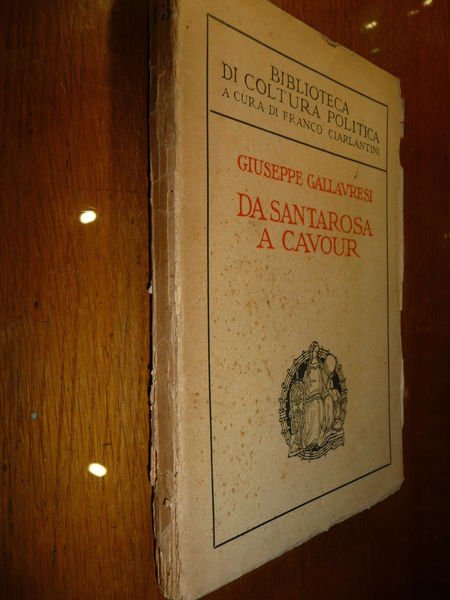 BIBLIOTECA
DI COLTURA POLITICA
A CURA DI FRANCO CIARLANTINI
GIUSEPPE GALLAVRESI
DA SANTAROSA
A CAVOUR